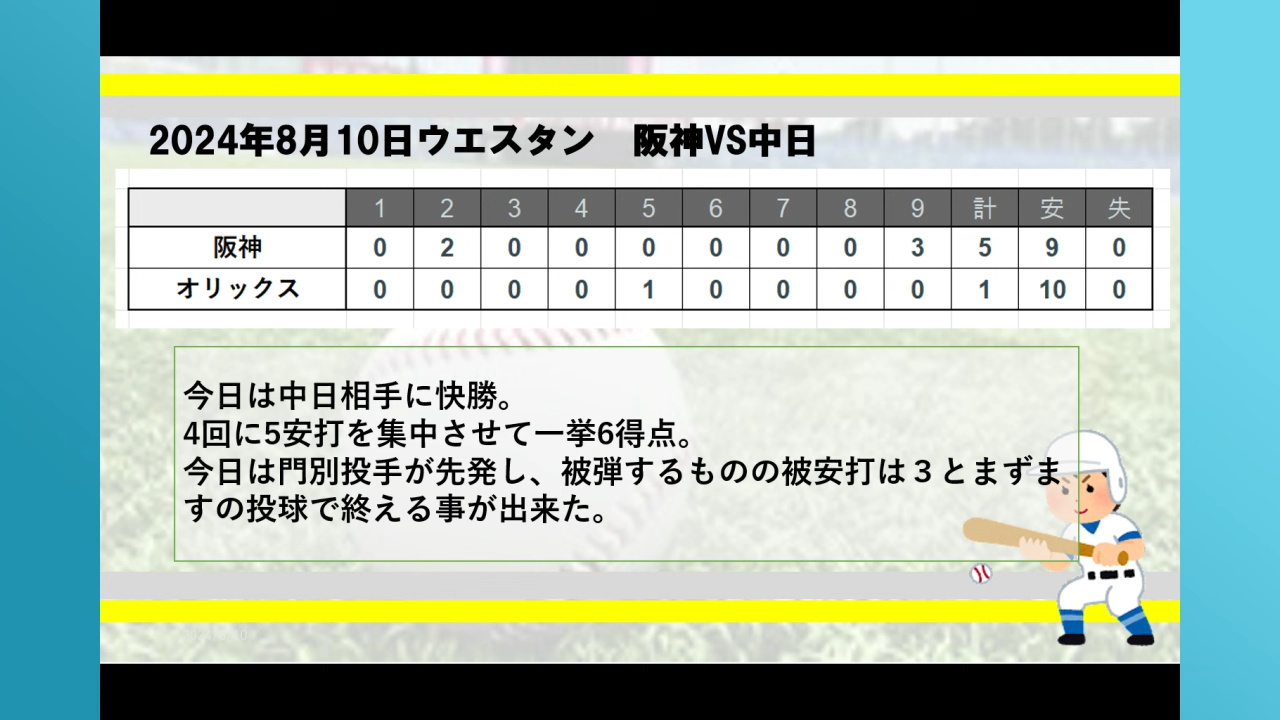 2024年8月10日ウエスタン　阪神VS中日
1 2 3 4 5 6 7 8 9 計 安 失
阪神 0 2 0 0 0 0 0 0 3 5 9 0
オリックス 0 0 0 0 1 0 0 0 0 1 10 0
今日は中日相手に快勝。
4回に5安打を集中させて一挙6得点。
今日は門別投手が先発し、被弾するものの被安打は３とまずま
すの投球で終える事が出来た。